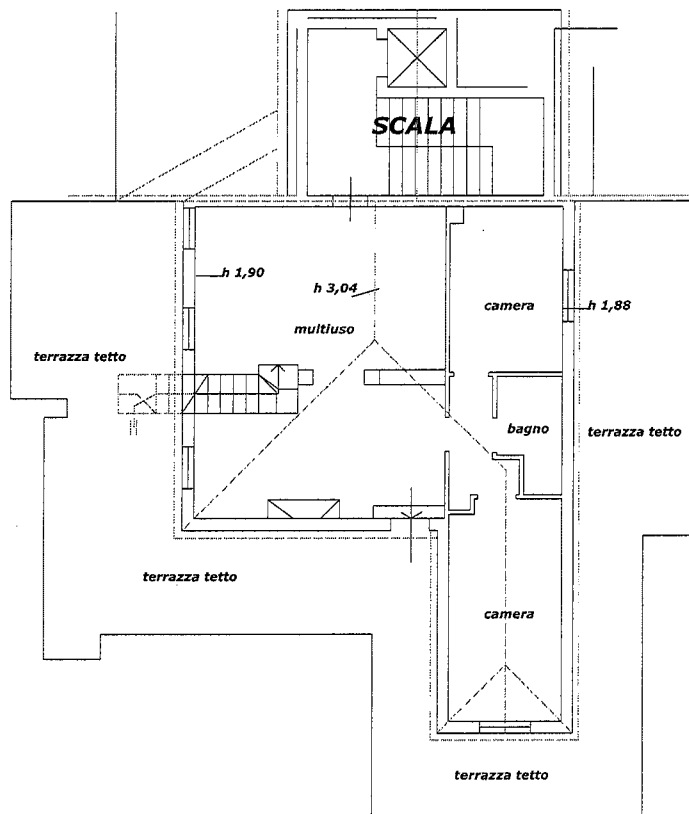 SCALA
h 1,90
h 3,04
camera
h 1,88
multiuso
terrazza tetto
bagno
terrazza tetto
terrazza tetto
camera
terrazza tetto